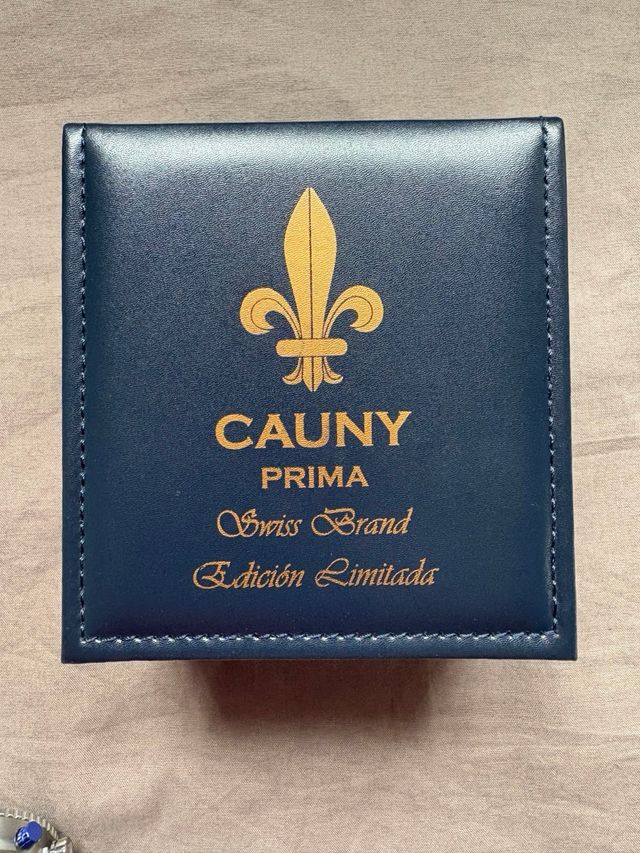 CAUNY
PRIMA
Swiss Brand
Edición Limitada